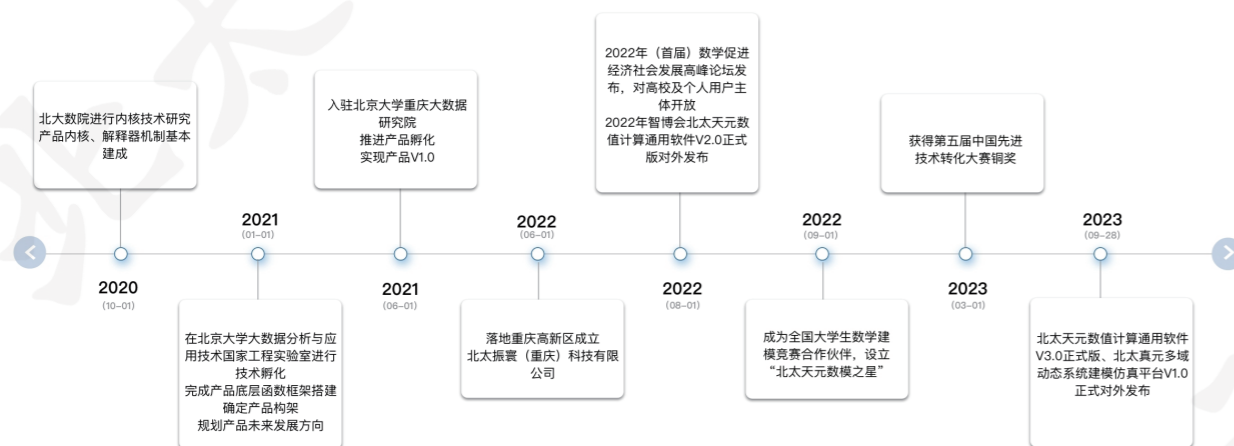 北大数院进行内核技术研究
产品内核、解释器机制基本
建成
2020
(10-01)
2021
(01-01)
在北京大学大数据分析与应
用技术国家工程实验室进行
技术孵化
完成产品底层函数框架搭建
确定产品构架
规划产品未来发展方向
入驻北京大学重庆大数据
研究院
推进产品孵化
实现产品V1.0
2021
(06-01)
2022
(06-01)
落地重庆高新区成立
北太振寰（重庆）科技有限
公司
2022年（首届）数学促进
经济社会发展高峰论坛发
布，对高校及个人用户主
体开放
2022年智博会北太天元数
值计算通用软件V2.0正式
版对外发布
2022
(08-01)
2022
(09-01)
成为全国大学生数学建
模竞赛合作伙伴，设立
“北太天元数模之星”
获得第五届中国先进
技术转化大赛铜奖
2023
(03-01)
2023
(09-28)
北太天元数值计算通用软件
V3.0正式版、北太真元多域
动态系统建模仿真平台V1.0
正式对外发布